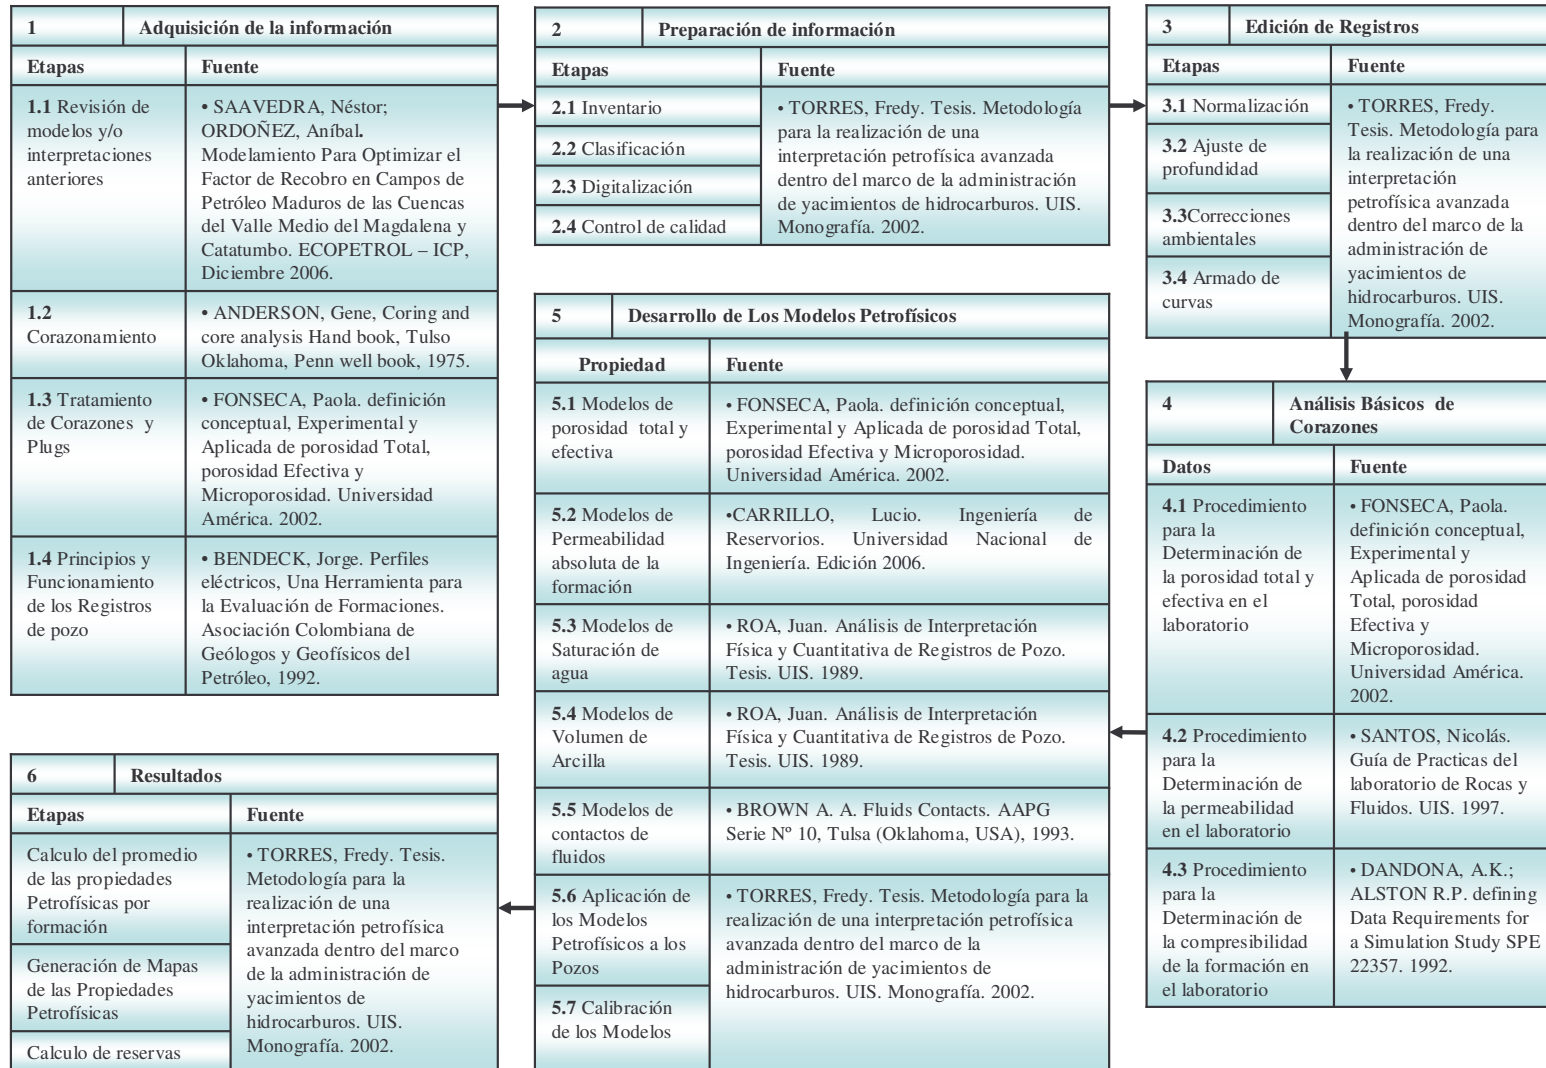 1 Adquisición de la información
Etapas Fuente
1.1 Revisión de
modelos y/o
interpretaciones
anteriores
• SAAVEDRA, Néstor;
ORDOÑEZ, Aníbal.
Modelamiento Para Optimizar el
Factor de Recobro en Campos de
Petróleo Maduros de las Cuencas
del Valle Medio del Magdalena y
Catatumbo. ECOPETROL – ICP,
Diciembre 2006.
1.2
Corazonamiento
• ANDERSON, Gene, Coring and
core analysis Hand book, Tulso
Oklahoma, Penn well book, 1975.
1.3 Tratamiento
de Corazones y
Plugs
• FONSECA, Paola. definición
conceptual, Experimental y
Aplicada de porosidad Total,
porosidad Efectiva y
Microporosidad. Universidad
América. 2002.
1.4 Principios y
Funcionamiento
de los Registros
de pozo
• BENDECK, Jorge. Perfiles
eléctricos, Una Herramienta para
la Evaluación de Formaciones.
Asociación Colombiana de
Geólogos y Geofísicos del
Petróleo, 1992.
2 Preparación de información
Etapas Fuente
2.1 Inventario
2.2 Clasificación
2.3 Digitalización
2.4 Control de calidad
• TORRES, Fredy. Tesis. Metodología
para la realización de una
interpretación petrofísica avanzada
dentro del marco de la administración
de yacimientos de hidrocarburos. UIS.
Monografía. 2002.
3 Edición de Registros
Etapas Fuente
3.1 Normalización
3.2 Ajuste de
profundidad
3.3Correcciones
ambientales
3.4 Armado de
curvas
• TORRES, Fredy.
Tesis. Metodología para
la realización de una
interpretación
petrofísica avanzada
dentro del marco de la
administración de
yacimientos de
hidrocarburos. UIS.
Monografía. 2002.
4 Análisis Básicos de
Corazones
Datos Fuente
4.1 Procedimiento
para la
Determinación de
la porosidad total y
efectiva en el
laboratorio
• FONSECA, Paola.
definición conceptual,
Experimental y
Aplicada de porosidad
Total, porosidad
Efectiva y
Microporosidad.
Universidad América.
2002.
4.2 Procedimiento
para la
Determinación de
la permeabilidad
en el laboratorio
• SANTOS, Nicolás.
Guía de Practicas del
laboratorio de Rocas y
Fluidos. UIS. 1997.
4.3 Procedimiento
para la
Determinación de
la compresibilidad
de la formación en
el laboratorio
• DANDONA, A.K.;
ALSTON R.P. defining
Data Requirements for
a Simulation Study SPE
22357. 1992.
5 Desarrollo de Los Modelos Petrofísicos
Propiedad Fuente
5.1 Modelos de
porosidad total y
efectiva
• FONSECA, Paola. definición conceptual,
Experimental y Aplicada de porosidad Total,
porosidad Efectiva y Microporosidad.
Universidad América. 2002.
5.2 Modelos de
Permeabilidad
absoluta de la
formación
•CARRILLO, Lucio. Ingeniería de
Reservorios. Universidad Nacional de
Ingeniería. Edición 2006.
5.3 Modelos de
Saturación de
agua
• ROA, Juan. Análisis de Interpretación
Física y Cuantitativa de Registros de Pozo.
Tesis. UIS. 1989.
5.4 Modelos de
Volumen de
Arcilla
• ROA, Juan. Análisis de Interpretación
Física y Cuantitativa de Registros de Pozo.
Tesis. UIS. 1989.
5.5 Modelos de
contactos de
fluidos
• BROWN A. A. Fluids Contacts. AAPG
Serie Nº 10, Tulsa (Oklahoma, USA), 1993.
5.6 Aplicación de
los Modelos
Petrofísicos a los
Pozos
5.7 Calibración
de los Modelos
• TORRES, Fredy. Tesis. Metodología para la
realización de una interpretación petrofísica
avanzada dentro del marco de la
administración de yacimientos de
hidrocarburos. UIS. Monografía. 2002.
6 Resultados
Etapas Fuente
Calculo del promedio
de las propiedades
Petrofísicas por
formación
Generación de Mapas
de las Propiedades
Petrofísicas
Calculo de reservas
• TORRES, Fredy. Tesis.
Metodología para la
realización de una
interpretación petrofísica
avanzada dentro del marco
de la administración de
yacimientos de
hidrocarburos. UIS.
Monografía. 2002.